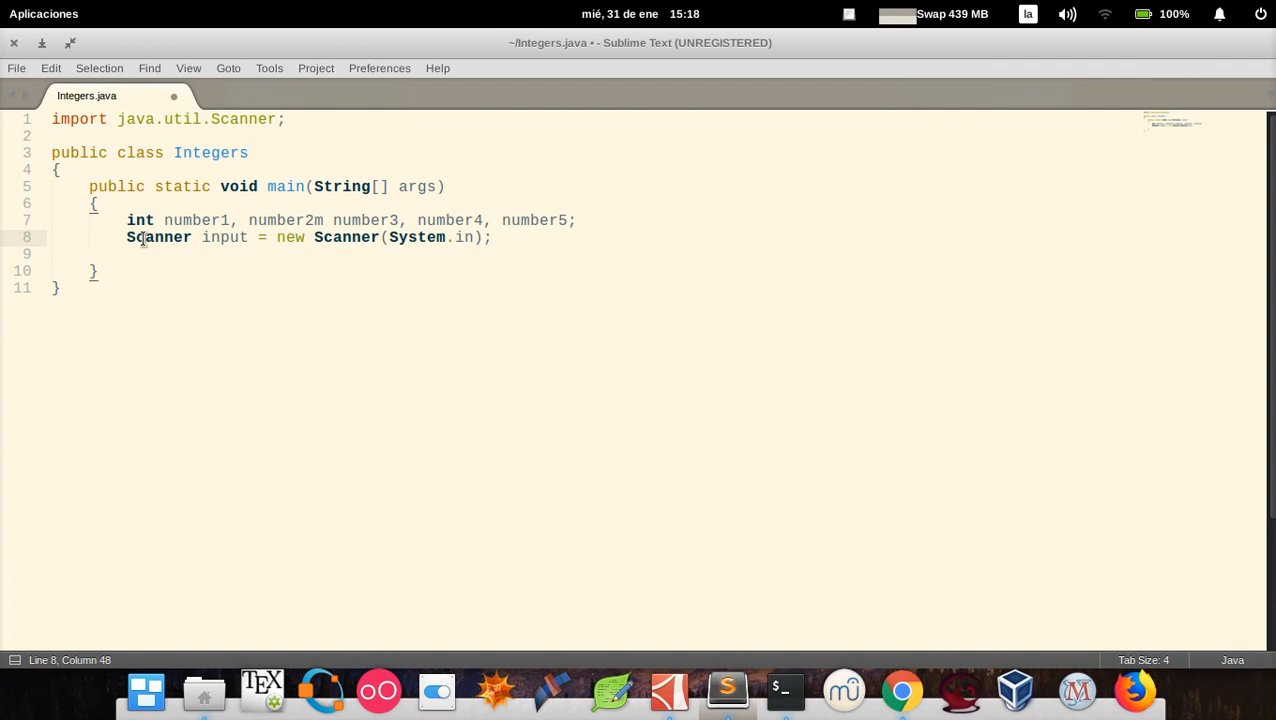 Aplicaciones mié, 31 de ene 15:18 Swap 439 MB la 100%
~/Integers.java • - Sublime Text (UNREGISTERED)
File Edit Selection Find View Goto Tools Project Preferences Help
Integers.java
1 import java.util.Scanner;
2
3 public class Integers
4 {
5 public static void main(String[] args)
6 {
7 int number1, number2m number3, number4, number5;
8 Scanner input = new Scanner(System.in);
9
10 }
11 }
Line 8, Column 48 Tab Size: 4 Java
TEX S >_ mu M